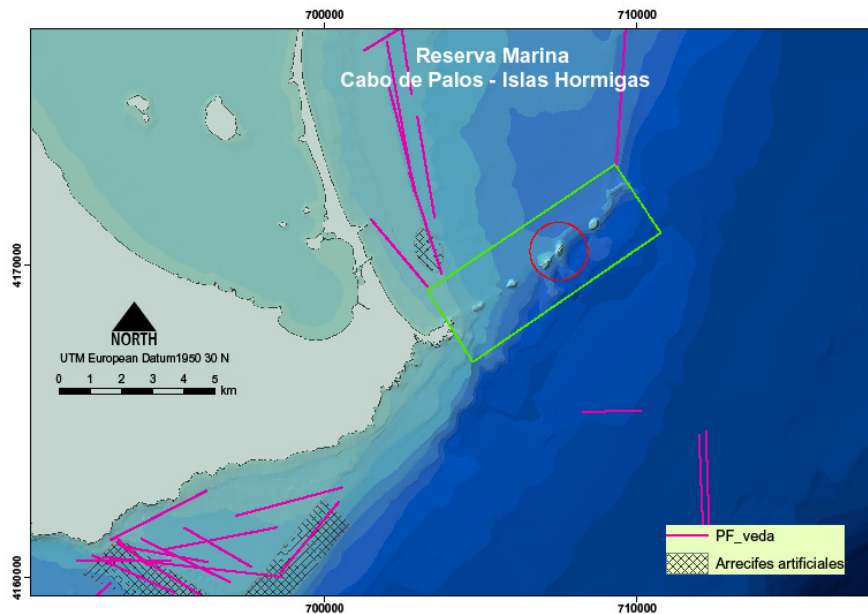 700000
710000
Reserva Marina
Cabo de Palos - Islas Hormigas
4170000
NORTH
UTM European Datum1950 30 N
0 1 2 3 4 5
km
PF_veda
Arrecifes artificiales
4160000
700000
710000